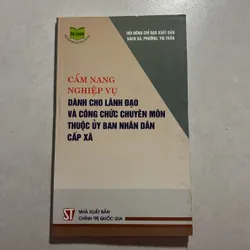 HỘI ĐỒNG CHỈ ĐẠO XUẤT BẢN
SÁCH XÃ, PHƯỜNG, THỊ TRẤN
CẨM NANG
NGHIỆP VỤ
DÀNH CHO LÃNH ĐẠO
VÀ CÔNG CHỨC CHUYÊN MÔN
THUỘC ỦY BAN NHÂN DÂN
CẤP XÃ
ST
NHÀ XUẤT BẢN
CHÍNH TRỊ QUỐC GIA